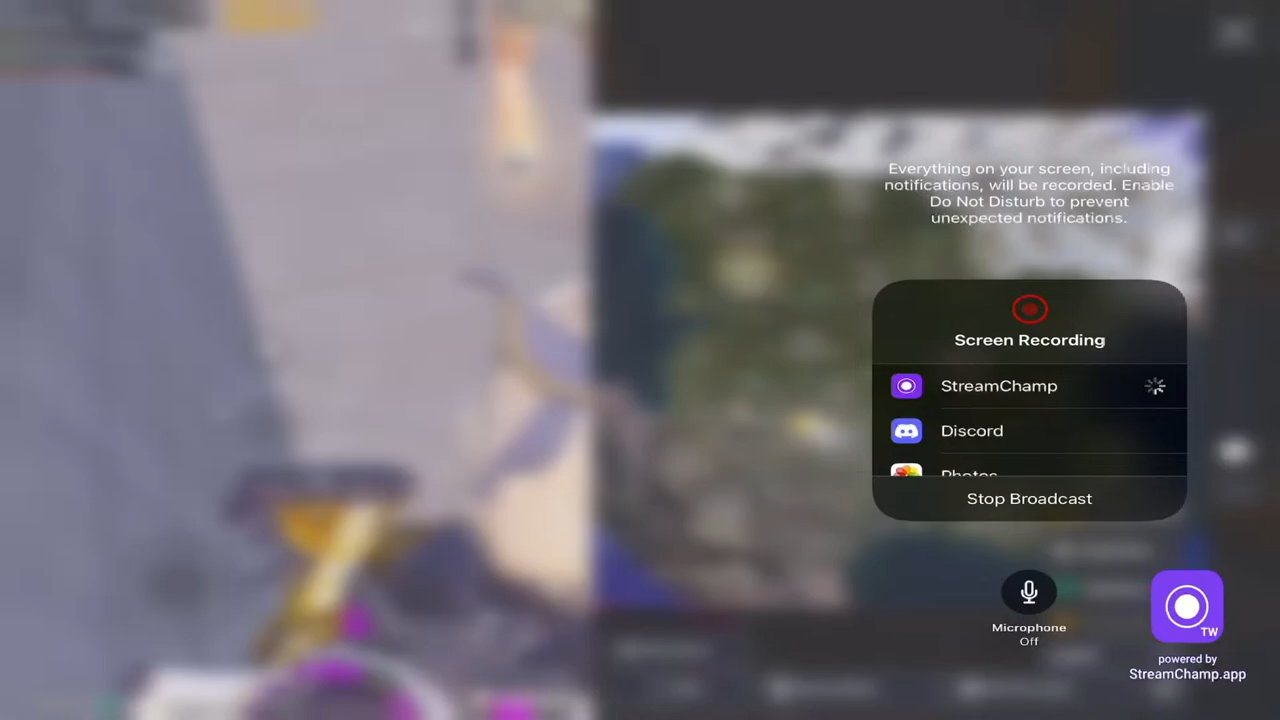 Everything on your screen, including
notifications, will be recorded. Enable
Do Not Disturb to prevent
unexpected notifications.
Screen Recording
StreamChamp
Discord
Photos
Stop Broadcast
Microphone
Off
TW
powered by
StreamChamp.app